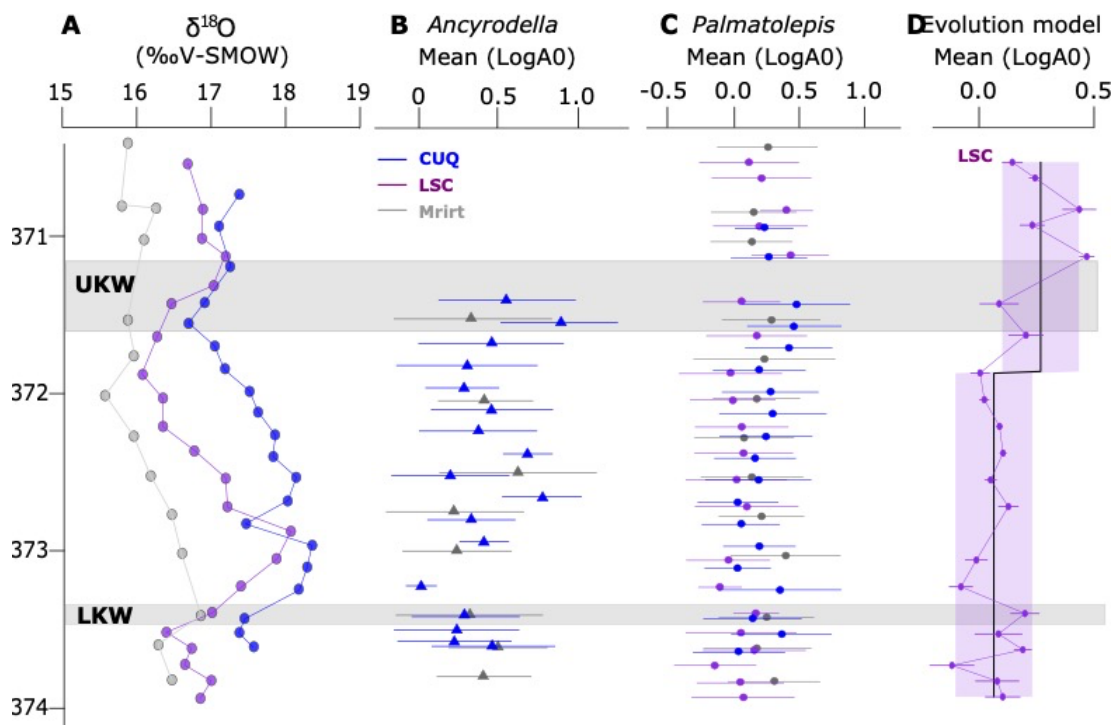 A
δ18O
(‰V-SMOW)
15 16 17 18 19
B Ancyrodella
Mean (LogA0)
0 0.5 1.0
C Palmatolepis
Mean (LogA0)
-0.5 0.0 0.5 1.0
D Evolution model
Mean (LogA0)
0.0 0.5
CUQ
LSC
Mrirt
LSC
371
UKW
372
373
LKW
374